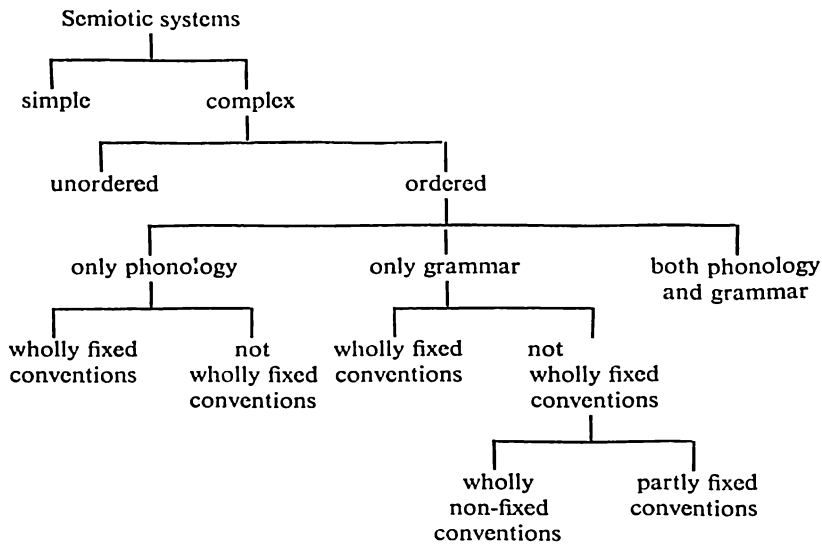 Semiotic systems
simple
complex
unordered
ordered
only phonology
only grammar
both phonology
and grammar
wholly fixed
conventions
not
wholly fixed
conventions
wholly fixed
conventions
not
wholly fixed
conventions
wholly
non-fixed
conventions
partly fixed
conventions